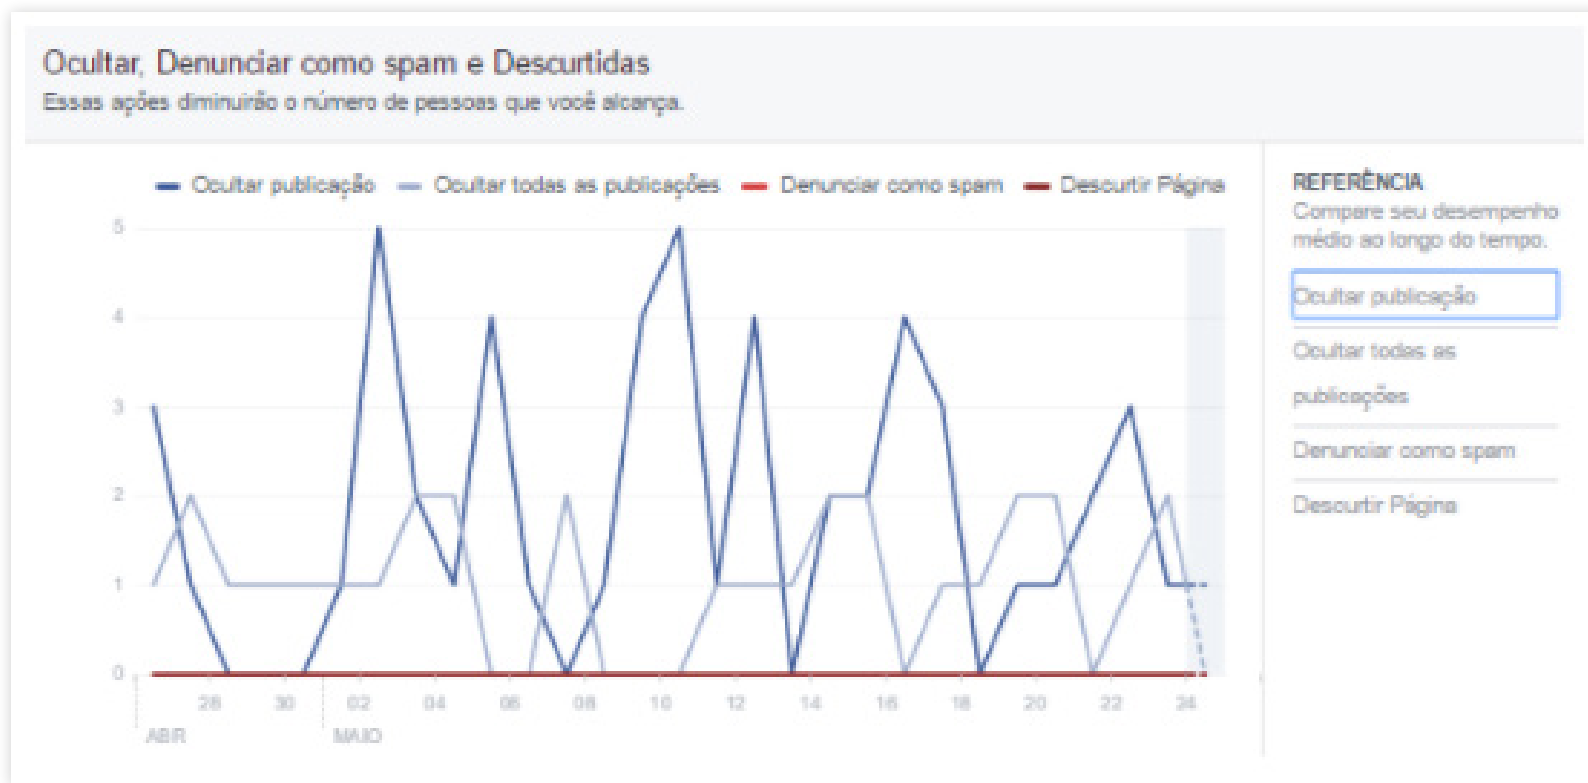 Ocultar, Denunciar como spam e Descurtidas
Essas ações diminuirão o número de pessoas que você alcança.
Ocultar publicação Ocultar todas as publicações Denunciar como spam Descurtir Página
5
4
3
2
1
0
28 30 02 04 06 08 10 12 14 16 18 20 22 24
ABR MAIO
REFERÊNCIA
Compare seu desempenho
médio ao longo do tempo.
Ocultar publicação
Ocultar todas as
publicações
Denunciar como spam
Descurtir Página